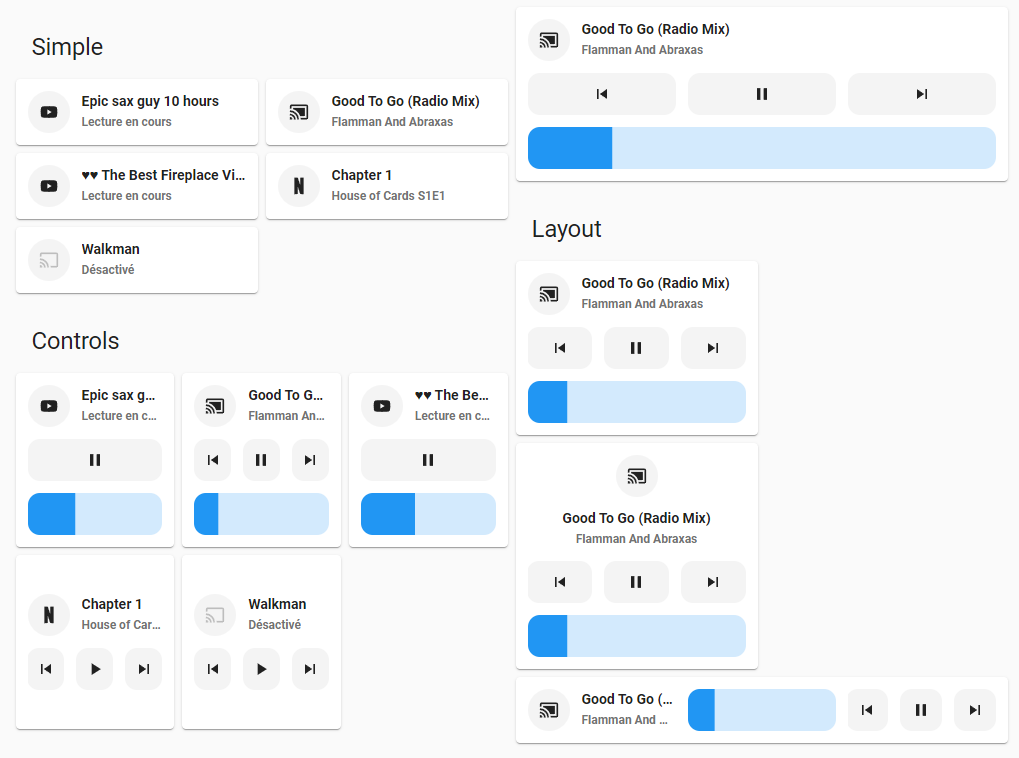 Simple
Epic sax guy 10 hours
Lecture en cours
Good To Go (Radio Mix)
Flamman And Abraxas
♥♥ The Best Fireplace Vi...
Lecture en cours
N
Chapter 1
House of Cards S1E1
Walkman
Désactivé
Controls
Epic sax g...
Lecture en c...
Good To G...
Flamman An...
♥♥ The Be...
Lecture en c...
N
Chapter 1
House of Car...
Walkman
Désactivé
Good To Go (Radio Mix)
Flamman And Abraxas
Layout
Good To Go (Radio Mix)
Flamman And Abraxas
Good To Go (Radio Mix)
Flamman And Abraxas
Good To Go (...
Flamman And ...